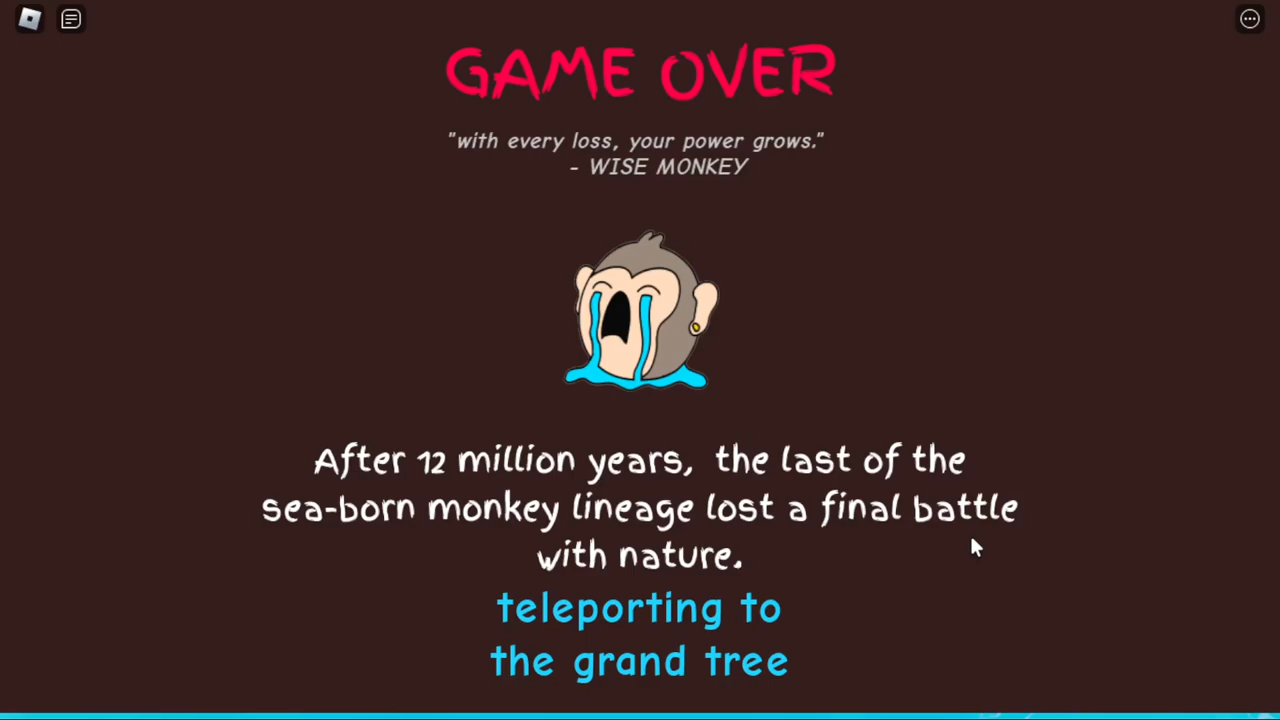 GAME OVER
"with every loss, your power grows."
- WISE MONKEY
After 12 million years, the last of the
sea-born monkey lineage lost a final battle
with nature.
teleporting to
the grand tree